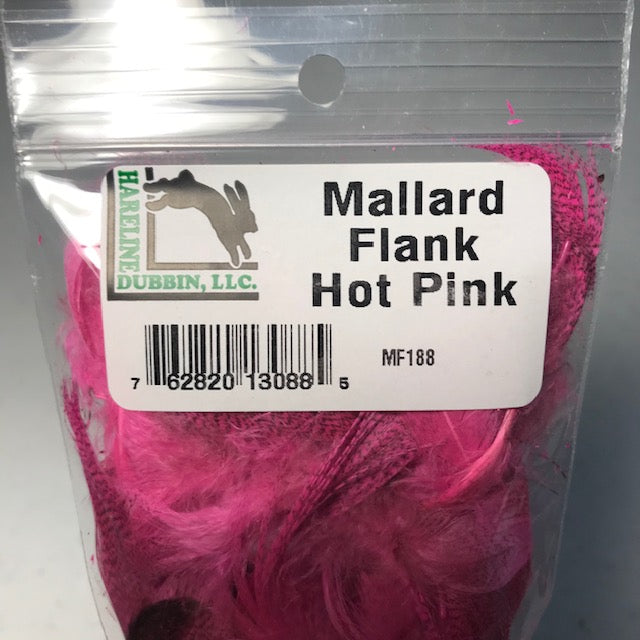 HARELINE
DUBBIN, LLC.
Mallard
Flank
Hot Pink
MF188
7 62820 13088 5